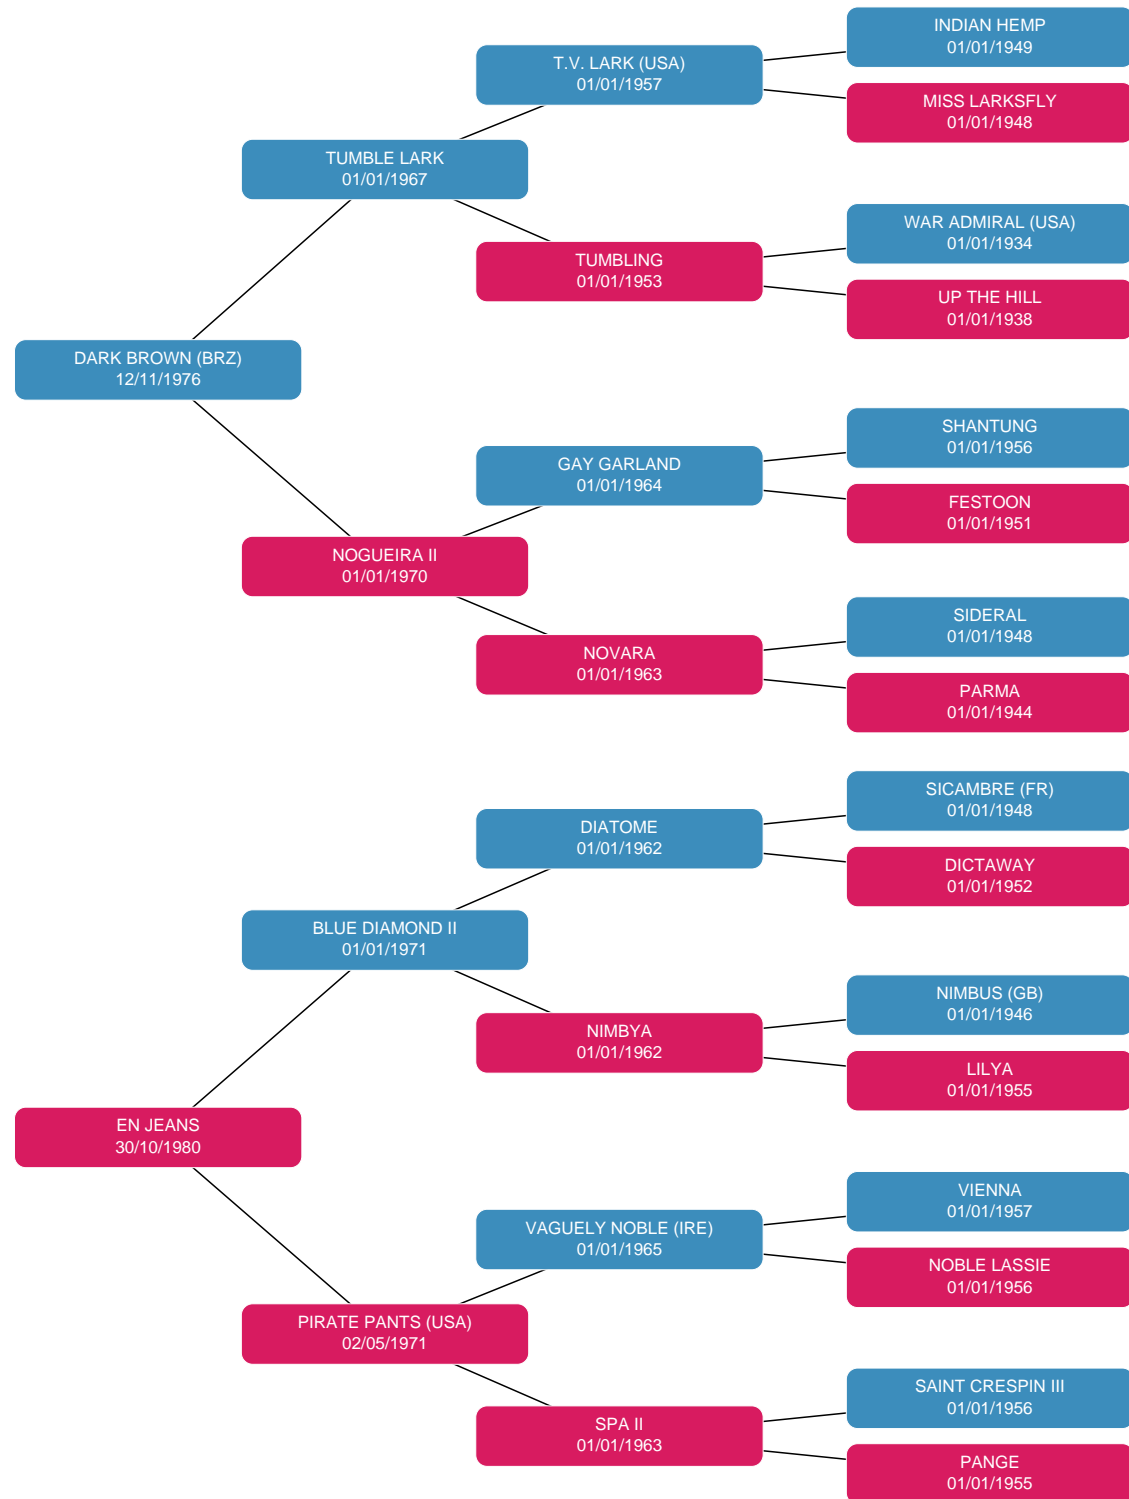 INDIAN HEMP
01/01/1949
T.V. LARK (USA)
01/01/1957
MISS LARKSFLY
01/01/1948
TUMBLE LARK
01/01/1967
WAR ADMIRAL (USA)
01/01/1934
TUMBLING
01/01/1953
UP THE HILL
01/01/1938
DARK BROWN (BRZ)
12/11/1976
SHANTUNG
01/01/1956
GAY GARLAND
01/01/1964
FESTOON
01/01/1951
NOGUEIRA II
01/01/1970
SIDERAL
01/01/1948
NOVARA
01/01/1963
PARMA
01/01/1944
SICAMBRE (FR)
01/01/1948
DIATOME
01/01/1962
DICTAWAY
01/01/1952
BLUE DIAMOND II
01/01/1971
NIMBUS (GB)
01/01/1946
NIMBYA
01/01/1962
LILYA
01/01/1955
EN JEANS
30/10/1980
VIENNA
01/01/1957
VAGUELY NOBLE (IRE)
01/01/1965
NOBLE LASSIE
01/01/1956
PIRATE PANTS (USA)
02/05/1971
SAINT CRESPIN III
01/01/1956
SPA II
01/01/1963
PANGE
01/01/1955